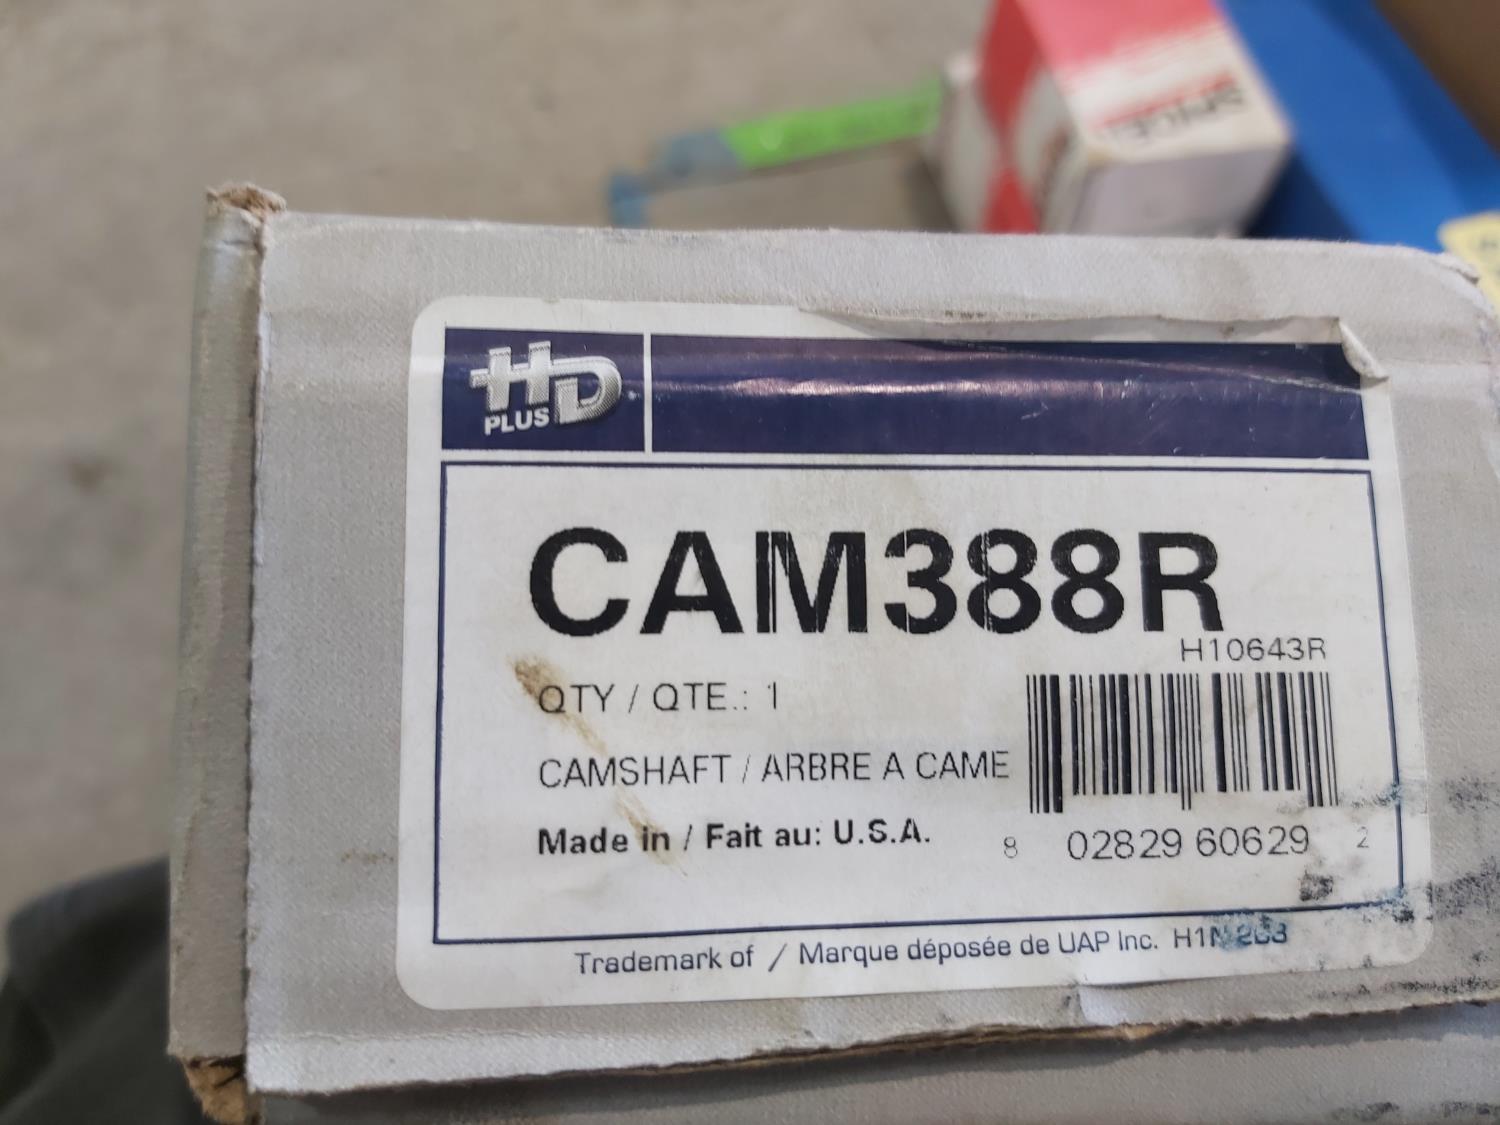 SPICER
HD
PLUS
CAM388R
H10643R
QTY / QTE.: 1
CAMSHAFT / ARBRE A CAME
Made in / Fait au: U.S.A.
8 02829 60629 2
Trademark of / Marque déposée de UAP Inc.